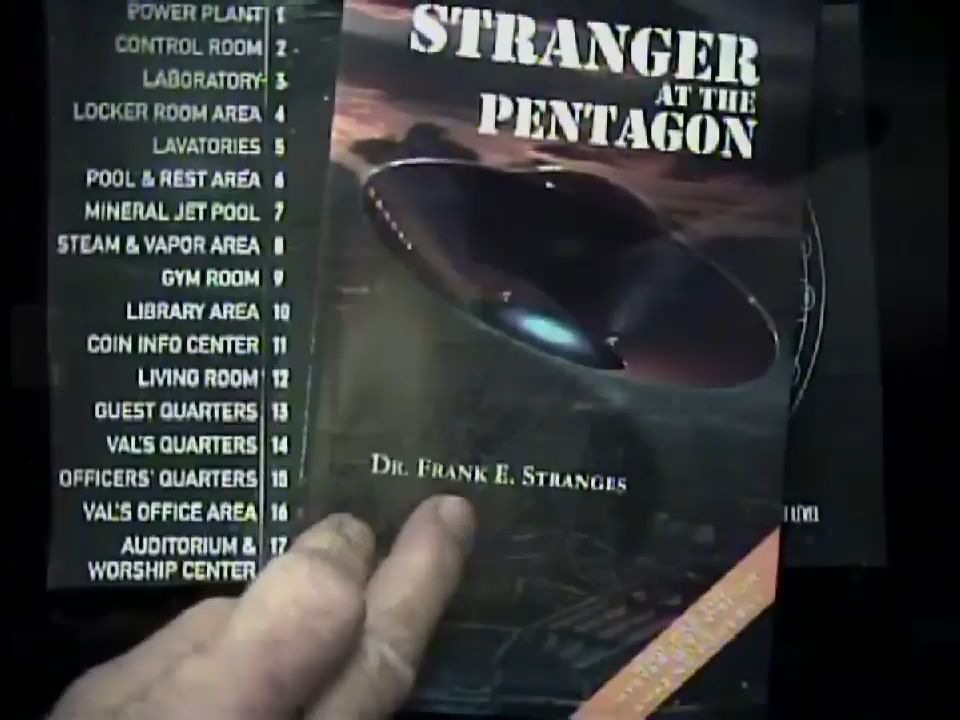 POWER PLANT 1
CONTROL ROOM 2
LABORATORY 3
LOCKER ROOM AREA 4
LAVATORIES 5
POOL & REST AREA 6
MINERAL JET POOL 7
STEAM & VAPOR AREA 8
GYM ROOM 9
LIBRARY AREA 10
COIN INFO CENTER 11
LIVING ROOM 12
GUEST QUARTERS 13
VAL'S QUARTERS 14
OFFICERS' QUARTERS 15
VAL'S OFFICE AREA 16
AUDITORIUM & 17
WORSHIP CENTER
STRANGER
AT THE
PENTAGON
DR. FRANK E. STRANGES